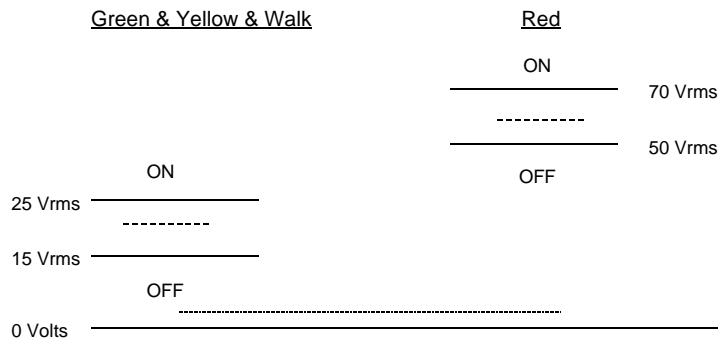 Green & Yellow & Walk
Red
ON
70 Vrms
50 Vrms
OFF
ON
25 Vrms
15 Vrms
OFF
0 Volts